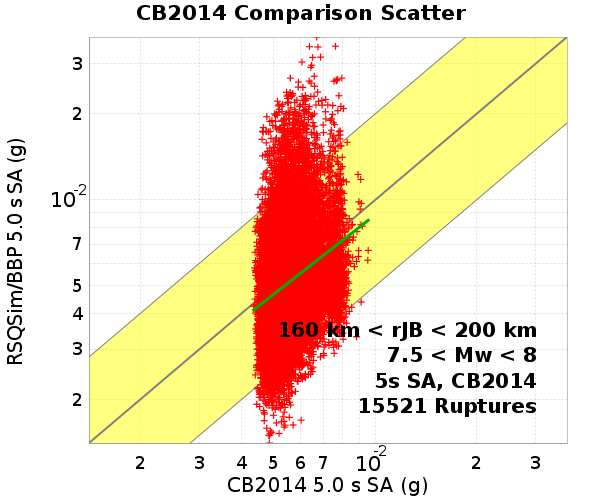 CB2014 Comparison Scatter
RSQSim/BBP 5.0 s SA (g)
3
2
10-2
7
5
4
3
2
160 km < rJB < 200 km
7.5 < Mw < 8
5s SA, CB2014
15521 Ruptures
2 3 4 5 6 7 10-2 2 3
CB2014 5.0 s SA (g)